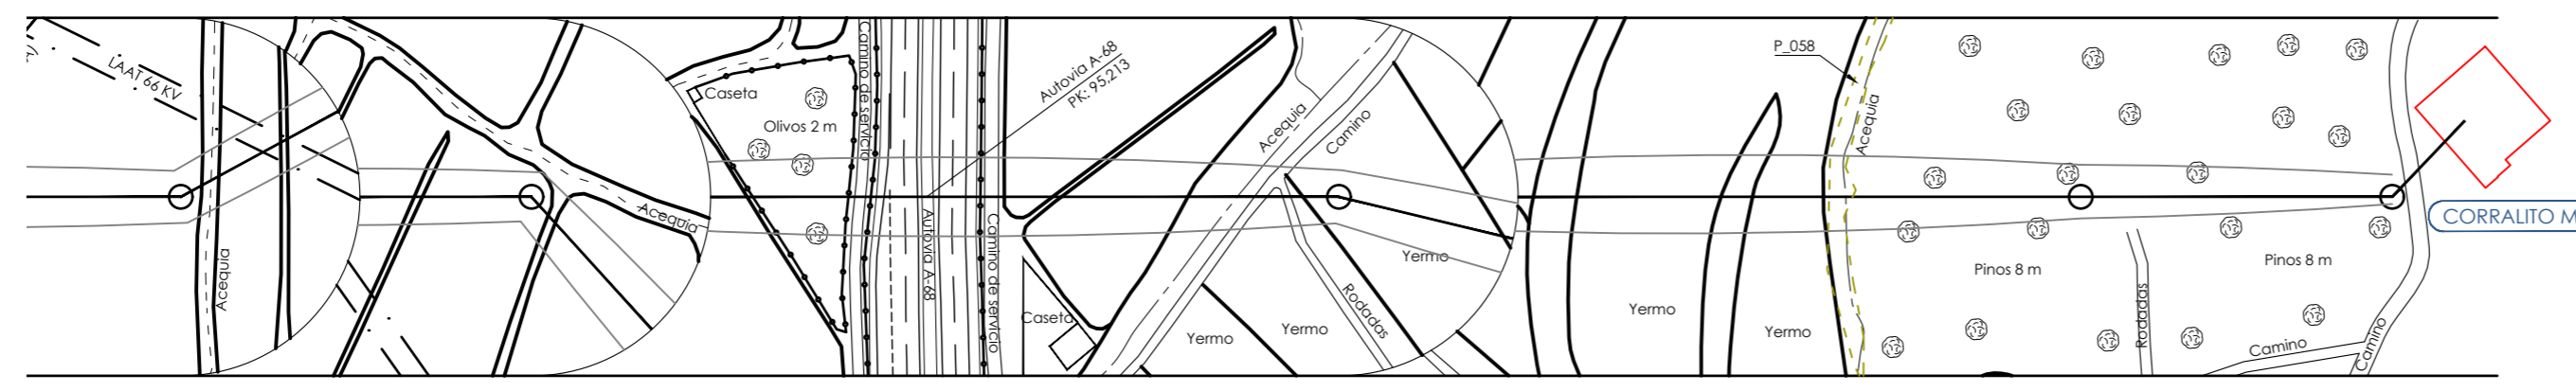 LAAT 66 KV
Acequia
Acequia
Caseta
Olivos 2 m
Camino de servicio
Autovia A-68
Camino de servicio
Autovia A-68
PK: 95,213
Caseta
Acequia
Camino
Yermo
Rodadas
Yermo
Yermo
Yermo
Yermo
P_058
Acequia
Pinos 8 m
Rodadas
Pinos 8 m
Camino
Camino
CORRALITO M